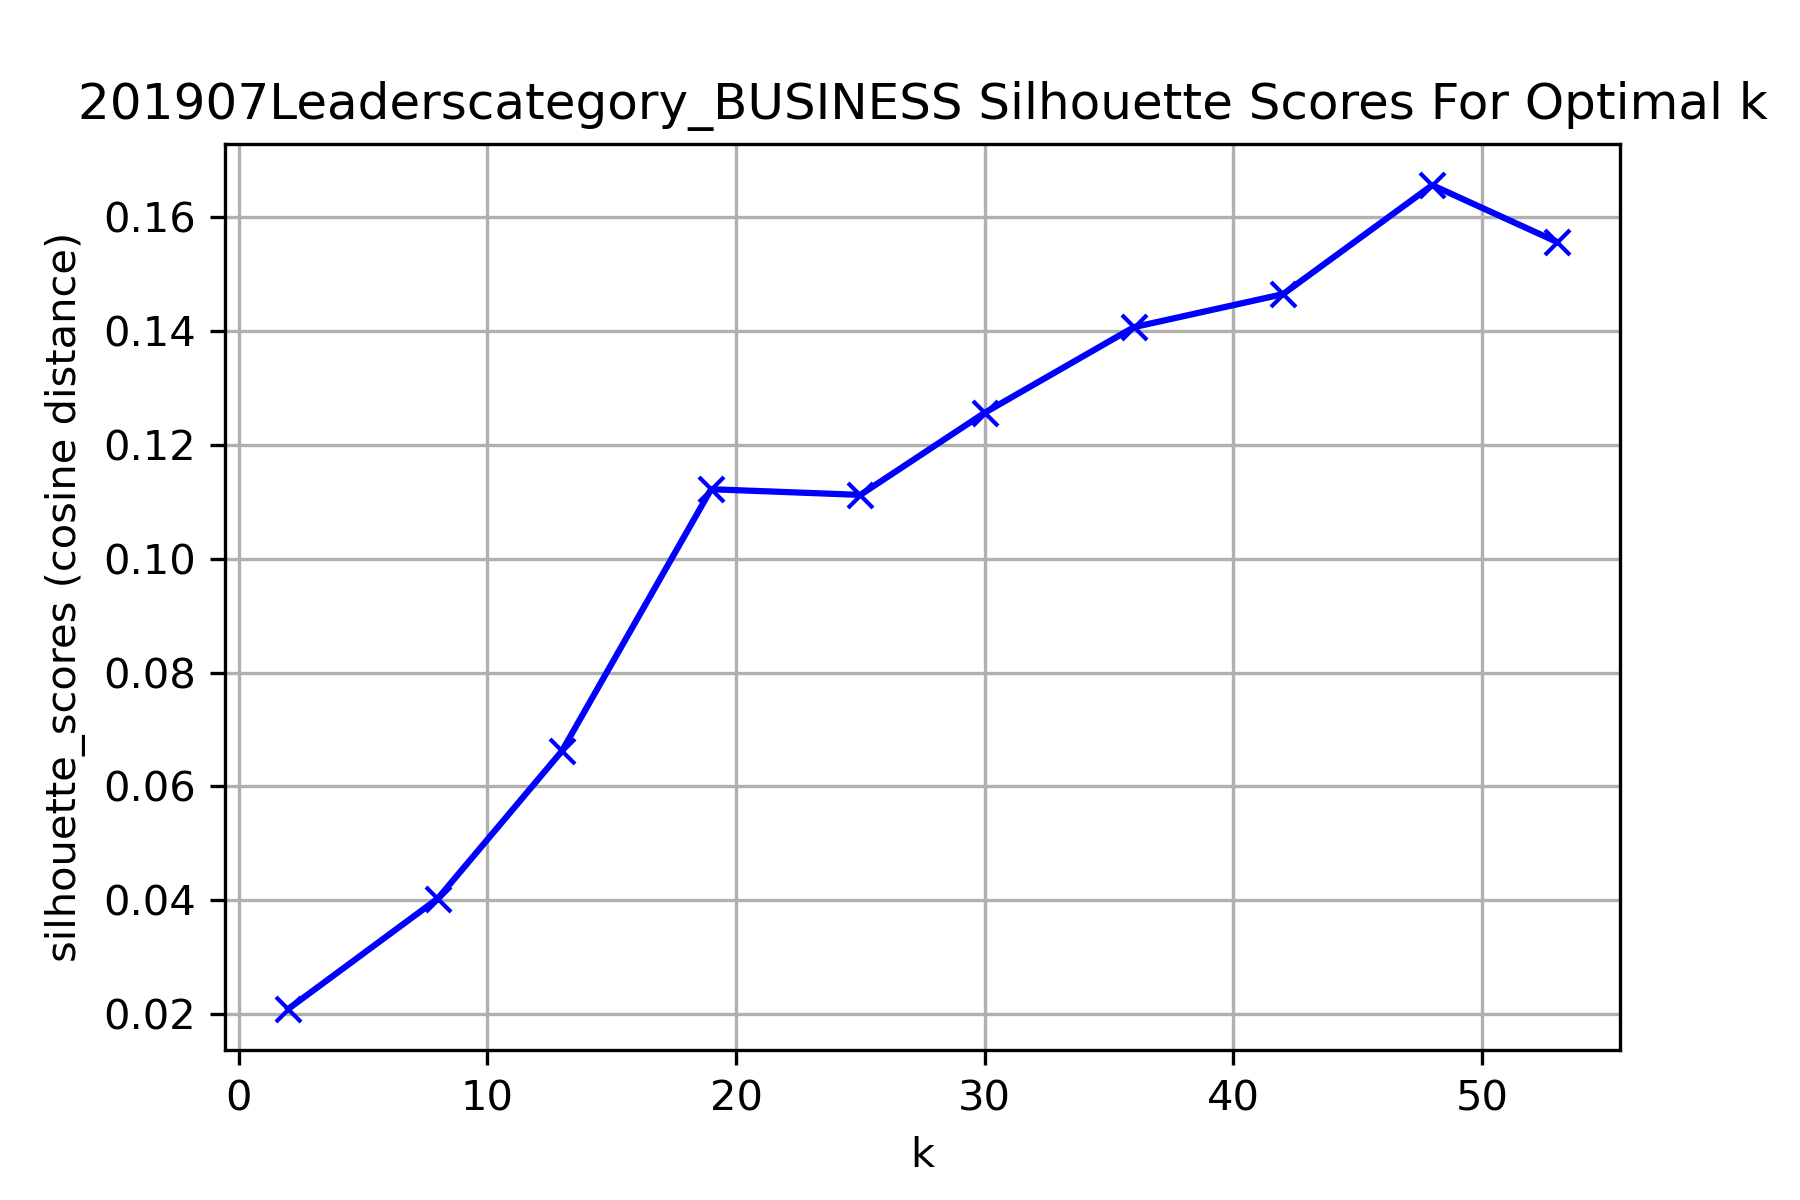 201907Leaderscategory_BUSINESS Silhouette Scores For Optimal k
silhouette_scores (cosine distance)
0.16
0.14
0.12
0.10
0.08
0.06
0.04
0.02
0 10 20 30 40 50
k